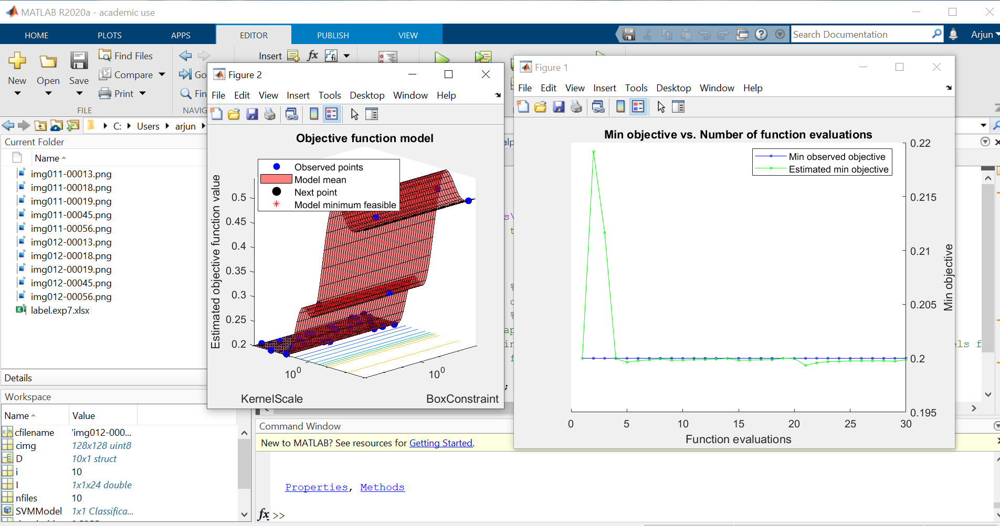 MATLAB R2020a - academic use
HOME PLOTS APPS EDITOR PUBLISH VIEW
Search Documentation
Arjun
New
Open
Save
Find Files
Compare
Print
FILE
Insert
fx
fi
Go
Fin
NAVIG
C: Users arjun
Current Folder
Name
img011-00013.png
img011-00018.png
img011-00019.png
img011-00045.png
img011-00056.png
img012-00013.png
img012-00018.png
img012-00019.png
img012-00045.png
img012-00056.png
label.exp7.xlsx
Details
Workspace
Name Value
cfilename 'img012-000...
cimg 128x128 uint8
D 10x1 struct
i 10
I 1x1x24 double
nfiles 10
SVMModel 1x1 Classifica...
Figure 2
File Edit View Insert Tools Desktop Window Help
Objective function model
Observed points
Model mean
Next point
Model minimum feasible
Estimated objective function value
0.5
0.45
0.4
0.35
0.3
0.25
0.2
10^0
10^0
KernelScale
BoxConstraint
Figure 1
File Edit View Insert Tools Desktop Window Help
Min objective vs. Number of function evaluations
Min observed objective
Estimated min objective
0.22
0.215
0.21
0.205
0.2
0.195
Min objective
0 5 10 15 20 25 30
Function evaluations
alp
s\
t
%
c
%
ap
in
f
;
els f
Command Window
New to MATLAB? See resources for Getting Started.
Properties, Methods
fx >>